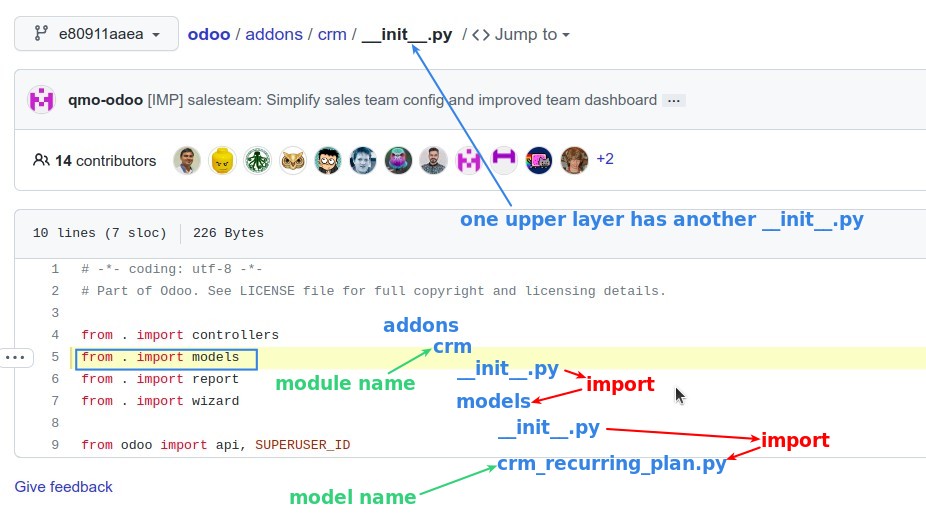 e80911aaea odoo / addons / crm / __init__.py / <> Jump to
qmo-odoo [IMP] salesteam: Simplify sales team config and improved team dashboard ...
14 contributors +2
one upper layer has another __init__.py
10 lines (7 sloc) 226 Bytes
1 # -*- coding: utf-8 -*-
2 # Part of Odoo. See LICENSE file for full copyright and licensing details.
3
4 from . import controllers
addons
crm
5 from . import models
__init__.py
6 from . import report
module name
import
7 from . import wizard
models
8
__init__.py
9 from odoo import api, SUPERUSER_ID
import
crm_recurring_plan.py
Give feedback
model name